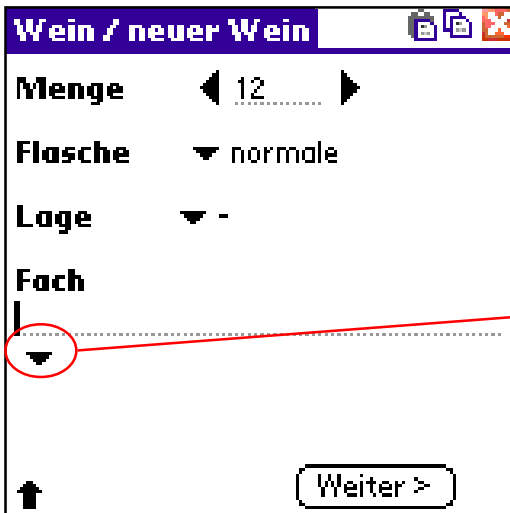 Wein / neuer Wein
Menge 12
Flasche normale
Lage -
Fach
Weiter >